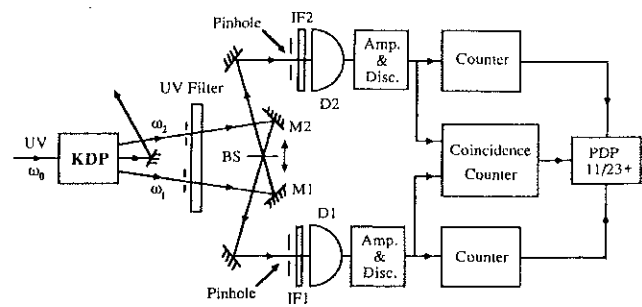 Pinhole
IF2
Amp.
&
Disc.
Counter
D2
UV Filter
ω2
M2
UV
ω0
KDP
BS
Coincidence
Counter
PDP
11/23+
ω1
M1
D1
Amp.
&
Disc.
Counter
Pinhole
IF1